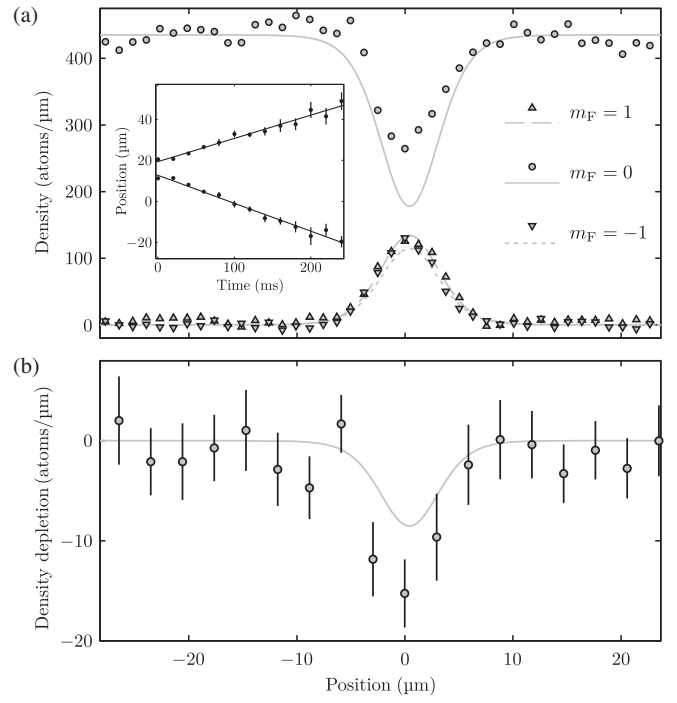 (a)
400
300
200
100
0
Density (atoms/µm)
40
20
0
−20
Position (µm)
0
100
200
Time (ms)
m_F = 1
m_F = 0
m_F = −1
(b)
0
−10
−20
Density depletion (atoms/µm)
−20
−10
0
10
20
Position (µm)